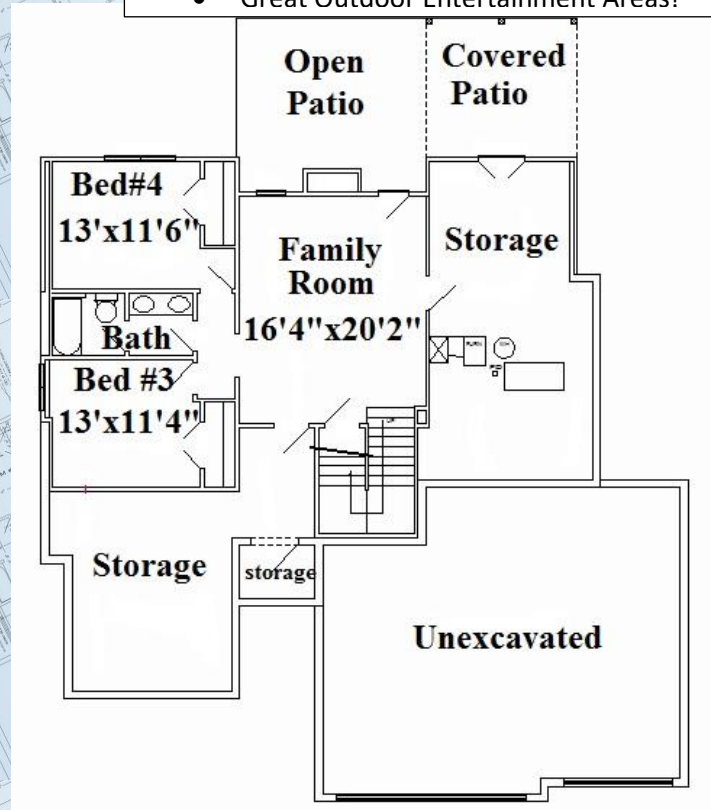 • Great Outdoor Entertainment Areas!
Open
Patio
Covered
Patio
Bed#4
13'x11'6"
Family
Room
16'4"x20'2"
Storage
Bath
Bed #3
13'x11'4"
UP
Storage
storage
Unexcavated